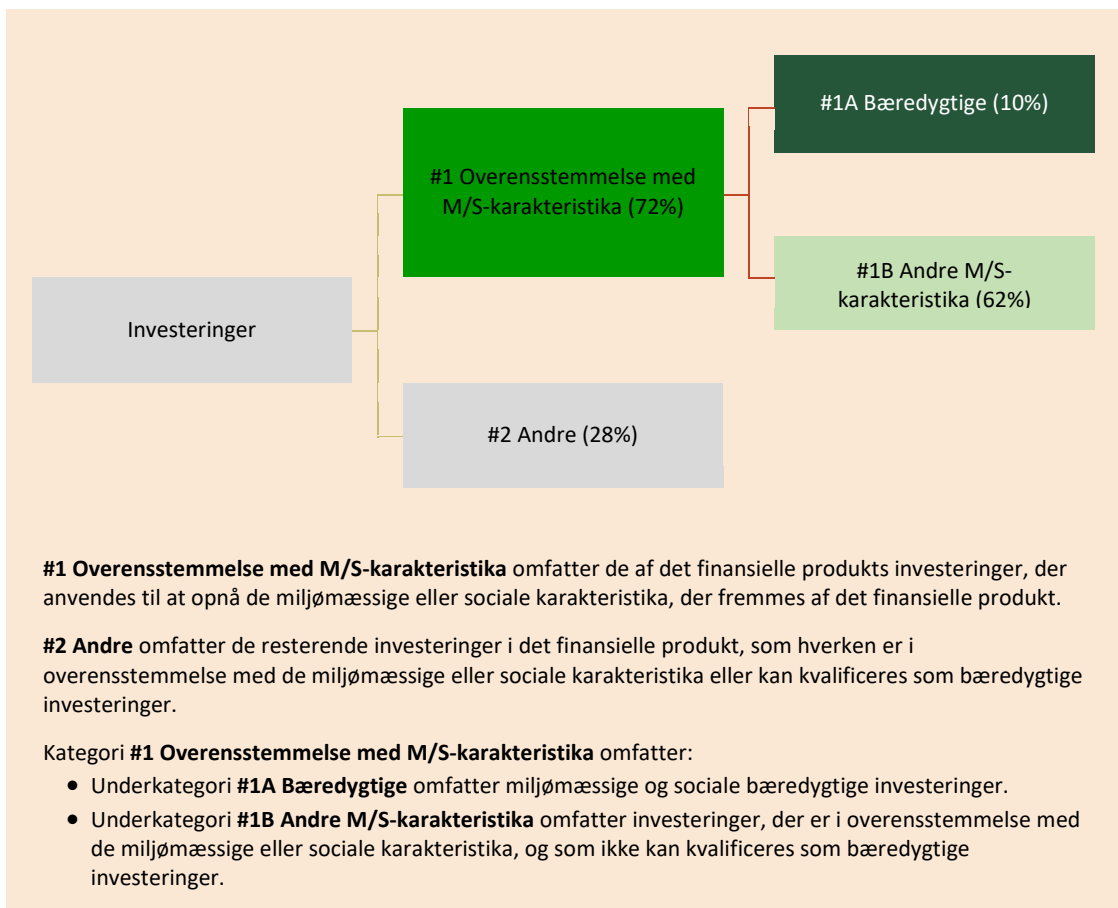 #1A Bæredygtige (10%)
#1 Overensstemmelse med
M/S-karakteristika (72%)
#1B Andre M/S-
karakteristika (62%)
Investeringer
#2 Andre (28%)
#1 Overensstemmelse med M/S-karakteristika omfatter de af det finansielle produkts investeringer, der
anvendes til at opnå de miljømæssige eller sociale karakteristika, der fremmes af det finansielle produkt.
#2 Andre omfatter de resterende investeringer i det finansielle produkt, som hverken er i
overensstemmelse med de miljømæssige eller sociale karakteristika eller kan kvalificeres som bæredygtige
investeringer.
Kategori #1 Overensstemmelse med M/S-karakteristika omfatter:
• Underkategori #1A Bæredygtige omfatter miljømæssige og sociale bæredygtige investeringer.
• Underkategori #1B Andre M/S-karakteristika omfatter investeringer, der er i overensstemmelse med
de miljømæssige eller sociale karakteristika, og som ikke kan kvalificeres som bæredygtige
investeringer.